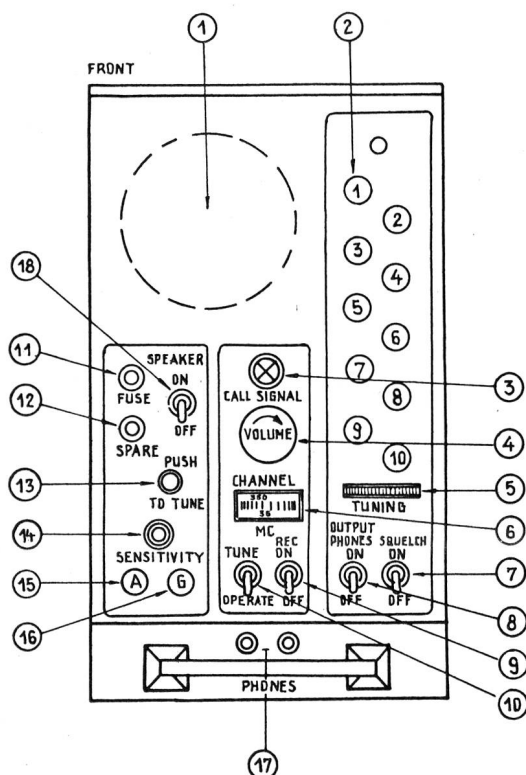 1
2
FRONT
1
2
3
4
5
6
7
8
9
10
18
11
12
13
14
15
16
SPEAKER
ON
OFF
FUSE
SPARE
PUSH
TO TUNE
SENSITIVITY
A
G
CALL SIGNAL
VOLUME
CHANNEL
360
36
MC
TUNE
OPERATE
REC
ON
OFF
TUNING
OUTPUT
PHONES
ON
OFF
SQUELCH
ON
OFF
3
4
5
6
7
8
9
10
PHONES
17